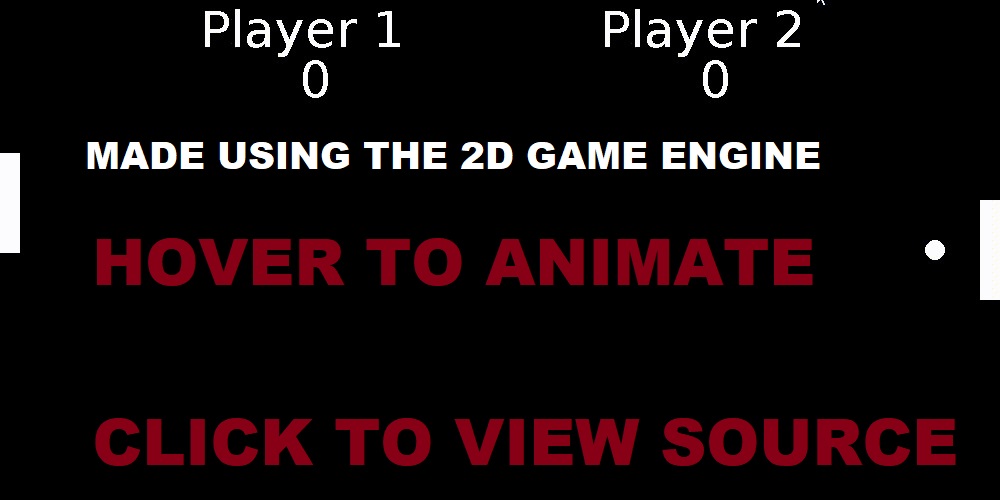 Player 1 Player 2
0 0
MADE USING THE 2D GAME ENGINE
HOVER TO ANIMATE
CLICK TO VIEW SOURCE